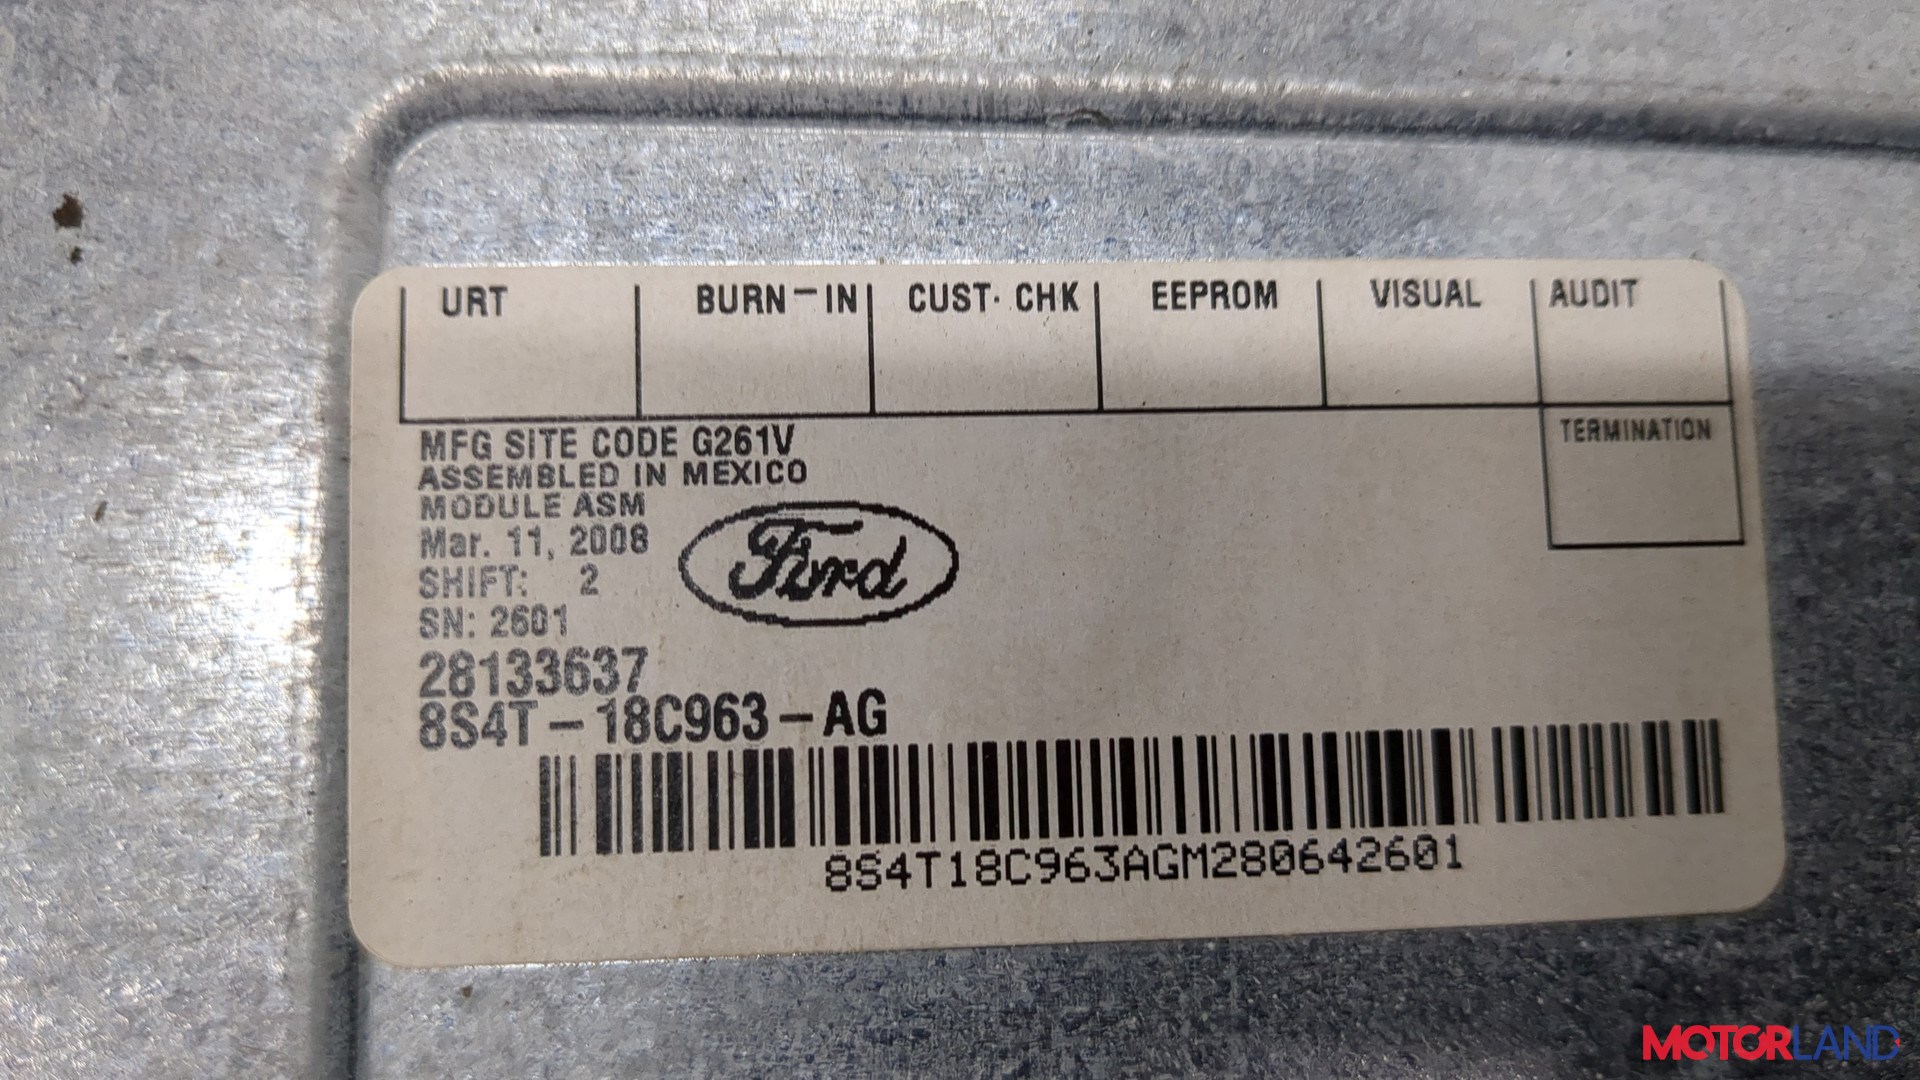 URT BURN-IN CUST. CHK EEPROM VISUAL AUDIT
TERMINATION
MFG SITE CODE G261V
ASSEMBLED IN MEXICO
MODULE ASM
Mar. 11, 2008
SHIFT: 2
SN: 2601
Ford
28133637
8S4T-18C963-AG
8S4T18C963AGM280642601
MOTORLAND